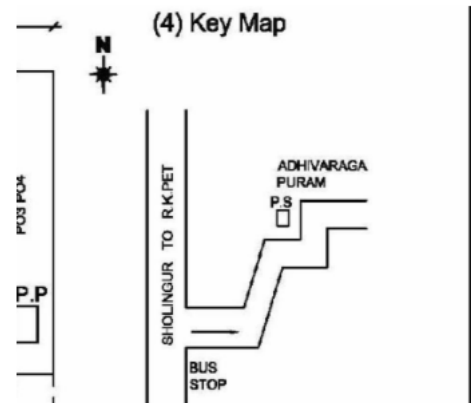 (4) Key Map
N
ADHIVARAGA
PURAM
P.S
SHOLINGUR TO R.K.PET
PO3 PO4
P.P
BUS
STOP